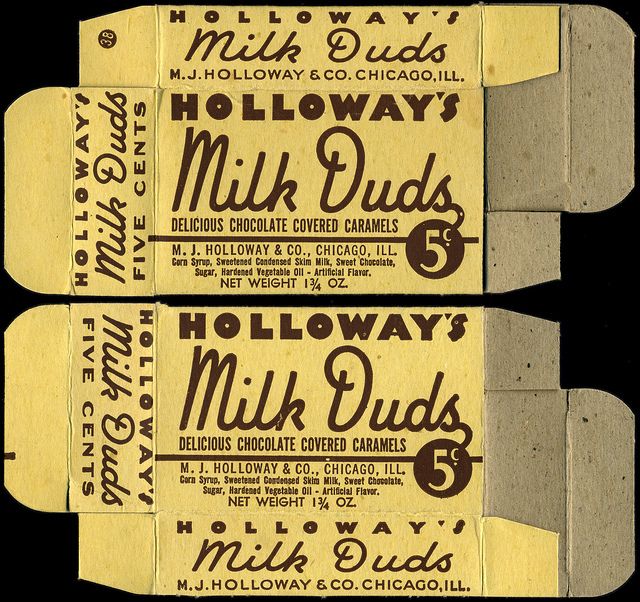 38
HOLLOWAY'S
Milk Duds
M.J. HOLLOWAY & CO. CHICAGO, ILL.
HOLLOWAY'S
Milk Duds
FIVE CENTS
HOLLOWAY'S
Milk Duds
DELICIOUS CHOCOLATE COVERED CARAMELS
5¢
M. J. HOLLOWAY & CO., CHICAGO, ILL.
Corn Syrup, Sweetened Condensed Skim Milk, Sweet Chocolate,
Sugar, Hardened Vegetable Oil - Artificial Flavor.
NET WEIGHT 1¾ OZ.
HOLLOWAY'S
Milk Duds
FIVE CENTS
HOLLOWAY'S
Milk Duds
DELICIOUS CHOCOLATE COVERED CARAMELS
5¢
M. J. HOLLOWAY & CO., CHICAGO, ILL.
Corn Syrup, Sweetened Condensed Skim Milk, Sweet Chocolate,
Sugar, Hardened Vegetable Oil - Artificial Flavor.
NET WEIGHT 1¾ OZ.
HOLLOWAY'S
Milk Duds
M.J. HOLLOWAY & CO. CHICAGO, ILL.